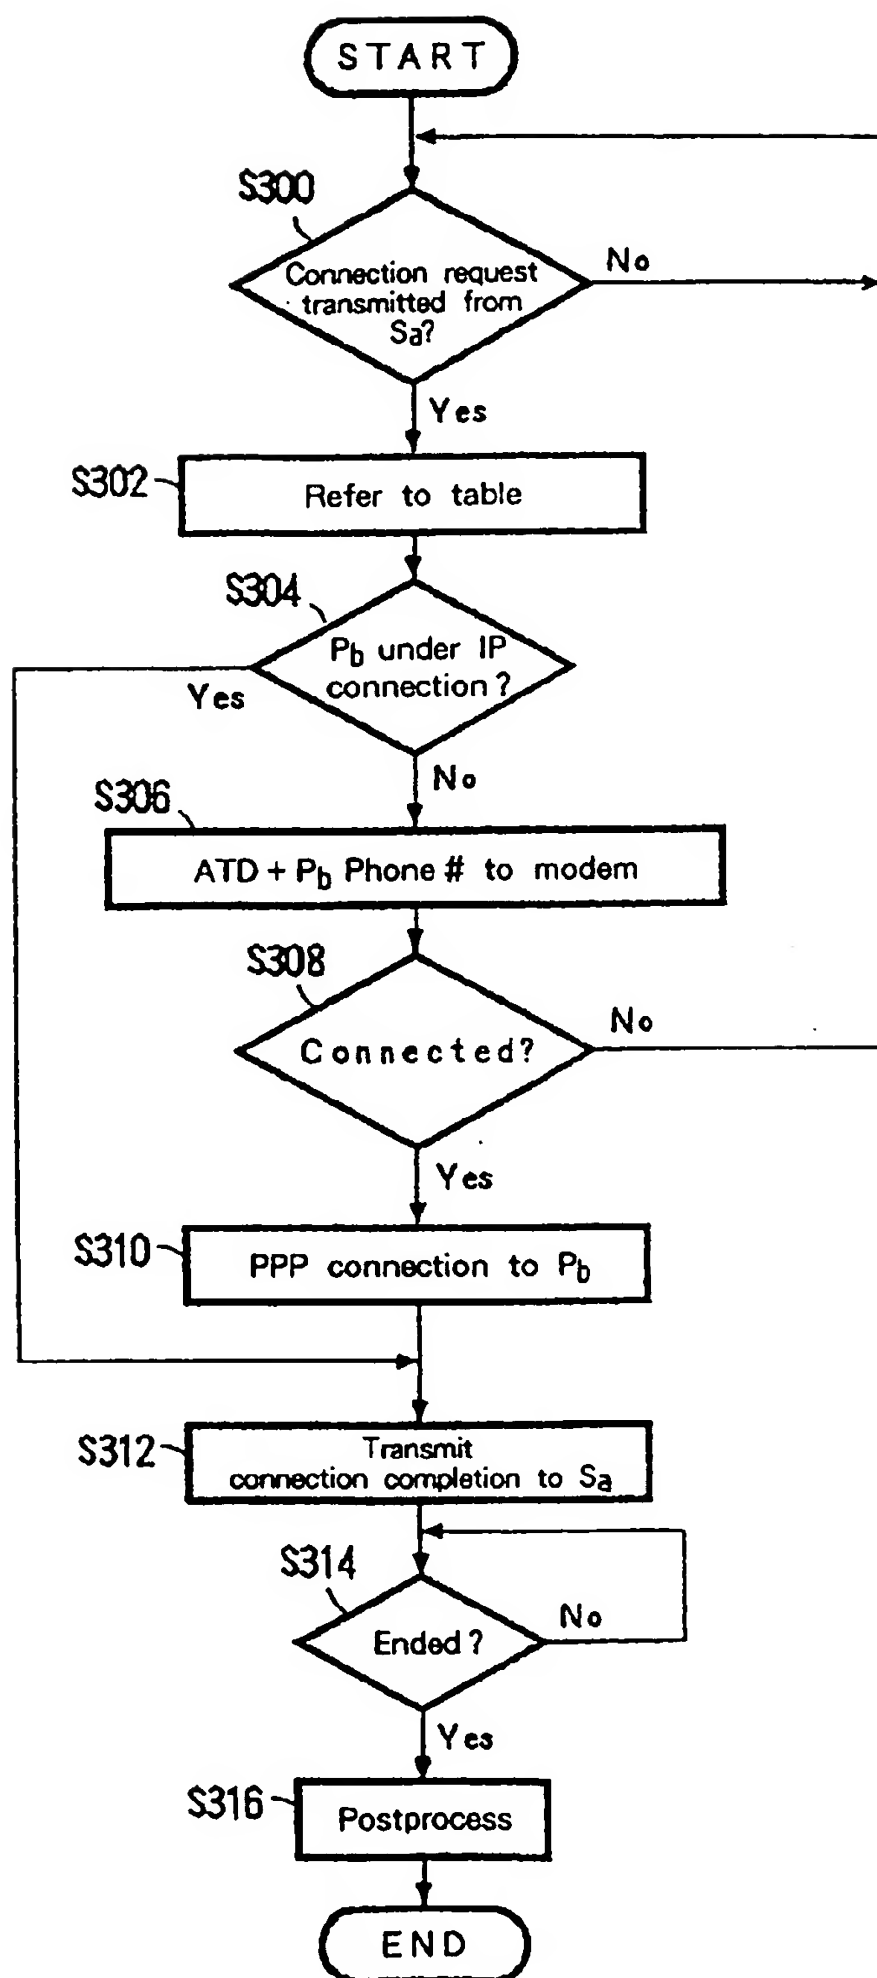 START
S300
Connection request
transmitted from
Sa?
No
Yes
S302
Refer to table
S304
Pb under IP
connection?
Yes
No
S306
ATD + Pb Phone # to modem
S308
Connected?
No
Yes
S310
PPP connection to Pb
S312
Transmit
connection completion to Sa
S314
Ended?
No
Yes
S316
Postprocess
END